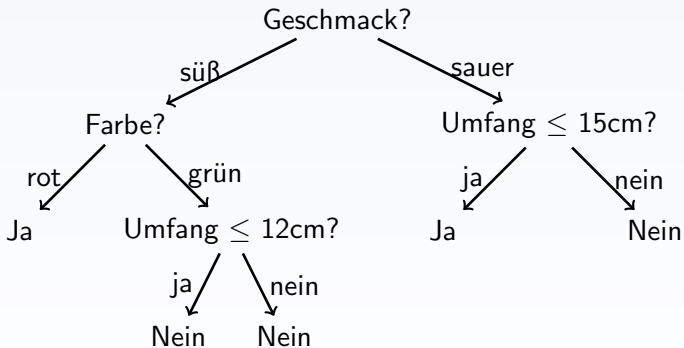 Geschmack?
süß
sauer
Farbe?
Umfang ≤ 15cm?
rot
grün
ja
nein
Ja
Umfang ≤ 12cm?
Ja
Nein
ja
nein
Nein
Nein